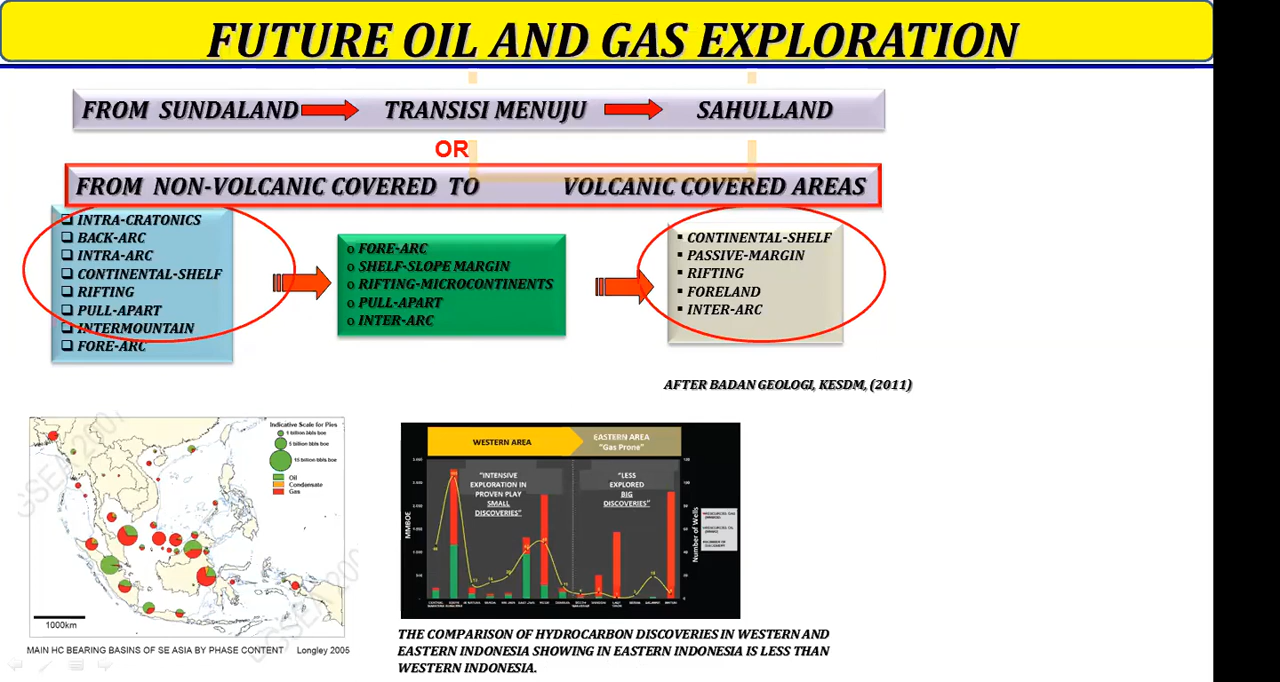 FUTURE OIL AND GAS EXPLORATION
FROM SUNDALAND
TRANSISI MENUJU
SAHULLAND
OR
FROM NON-VOLCANIC COVERED TO VOLCANIC COVERED AREAS
INTRA-CRATONICS
BACK-ARC
INTRA-ARC
CONTINENTAL-SHELF
RIFTING
PULL-APART
INTERMOUNTAIN
FORE-ARC
FORE-ARC
SHELF-SLOPE MARGIN
RIFTING-MICROCONTINENTS
PULL-APART
INTER-ARC
CONTINENTAL-SHELF
PASSIVE-MARGIN
RIFTING
FORELAND
INTER-ARC
AFTER BADAN GEOLOGI, KESDM, (2011)
Indicative Scale for Pies
1 billion bbls boe
5 billion bbls boe
15 billion bbls boe
Oil
Condensate
Gas
1000km
MAIN HC BEARING BASINS OF SE ASIA BY PHASE CONTENT Longley 2005
WESTERN AREA
EASTERN AREA
"Gas Prone"
"INTENSIVE
EXPLORATION IN
PROVEN PLAY
SMALL
DISCOVERIES"
"LESS
EXPLORED
BIG
DISCOVERIES"
MMBOE
Number of Wells
THE COMPARISON OF HYDROCARBON DISCOVERIES IN WESTERN AND
EASTERN INDONESIA SHOWING IN EASTERN INDONESIA IS LESS THAN
WESTERN INDONESIA.